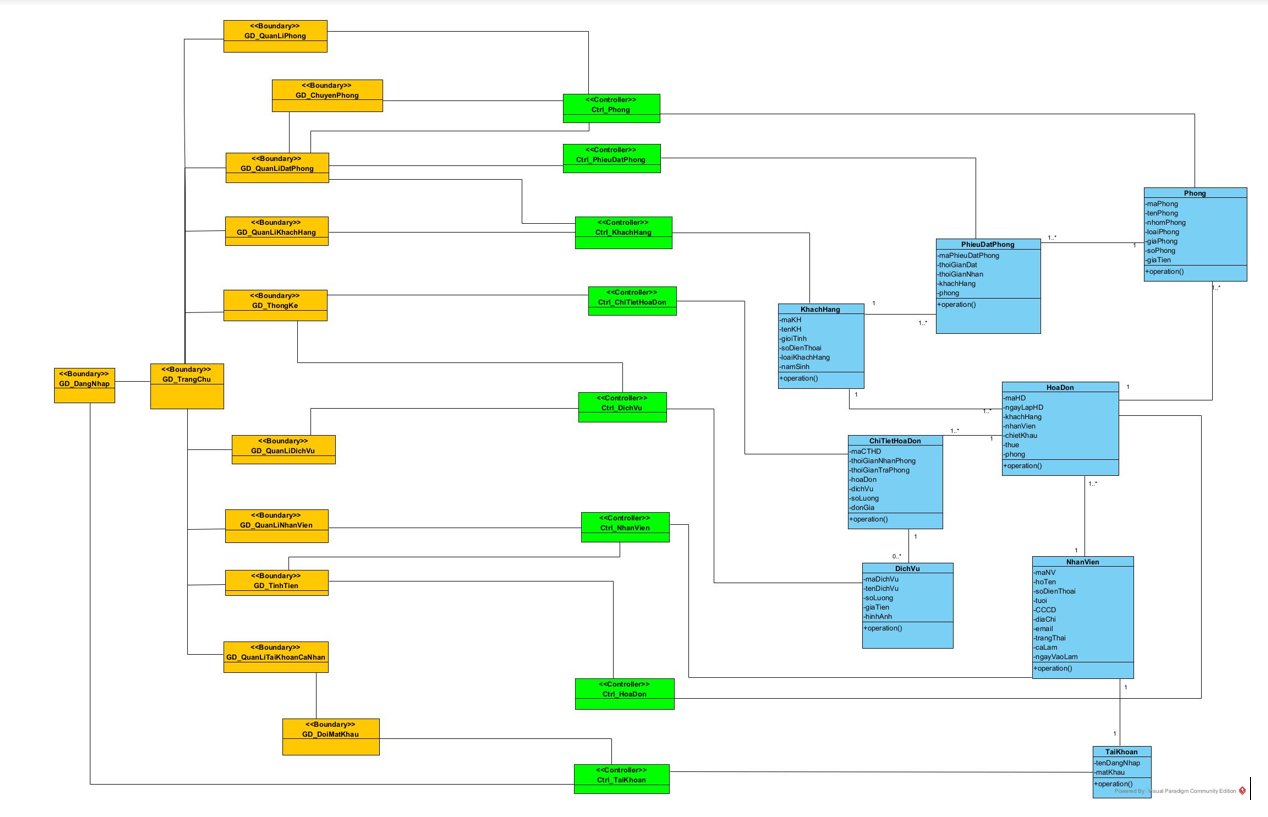 <<Boundary>>
GD_QuanLiPhong
<<Boundary>>
GD_ChuyenPhong
<<Controller>>
Ctrl_Phong
<<Boundary>>
GD_QuanLiDatPhong
<<Controller>>
Ctrl_PhieuDatPhong
<<Boundary>>
GD_QuanLiKhachHang
<<Controller>>
Ctrl_KhachHang
<<Boundary>>
GD_ThongKe
<<Controller>>
Ctrl_ChiTietHoaDon
<<Boundary>>
GD_DangNhap
<<Boundary>>
GD_TrangChu
<<Controller>>
Ctrl_DichVu
<<Boundary>>
GD_QuanLiDichVu
<<Boundary>>
GD_QuanLiNhanVien
<<Controller>>
Ctrl_NhanVien
<<Boundary>>
GD_TinhTien
<<Boundary>>
GD_QuanLiTaiKhoanCaNhan
<<Controller>>
Ctrl_HoaDon
<<Boundary>>
GD_DoiMatKhau
<<Controller>>
Ctrl_TaiKhoan
Phong
-maPhong
-tenPhong
-nhomPhong
-loaiPhong
-giaPhong
-soPhong
-giaTien
+operation()
1..*
1
1..*
PhieuDatPhong
-maPhieuDatPhong
-thoiGianDat
-thoiGianNhan
-khachHang
-phong
+operation()
KhachHang
-maKH
-tenKH
-gioiTinh
-soDienThoai
-loaiKhachHang
-namSinh
+operation()
1
1..*
1
1..*
HoaDon
-maHD
-ngayLapHD
-khachHang
-nhanVien
-chietKhau
-thue
-phong
+operation()
1
1..*
1
1..*
1
ChiTietHoaDon
-maCTHD
-thoiGianNhanPhong
-thoiGianTraPhong
-hoaDon
-dichVu
-soLuong
-donGia
+operation()
1
0..*
DichVu
-maDichVu
-tenDichVu
-soLuong
-giaTien
-hinhAnh
+operation()
NhanVien
-maNV
-hoTen
-soDienThoai
-tuoi
-CCCD
-diaChi
-email
-trangThai
-caLam
-ngayVaoLam
+operation()
1
1
TaiKhoan
-tenDangNhap
-matKhau
+operation()
Powered By: Visual Paradigm Community Edition